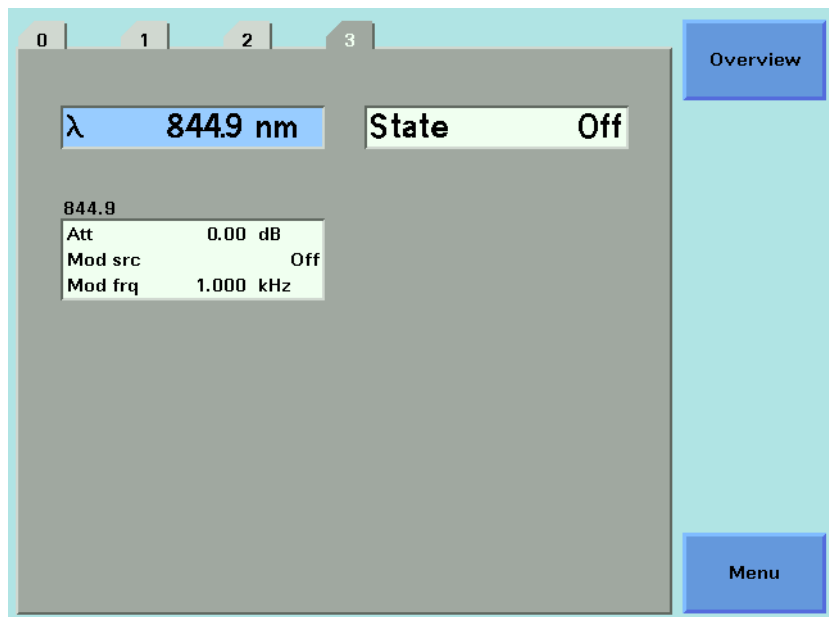 0 1 2 3
Overview
λ 844.9 nm State Off
844.9
Att 0.00 dB
Mod src Off
Mod frq 1.000 kHz
Menu